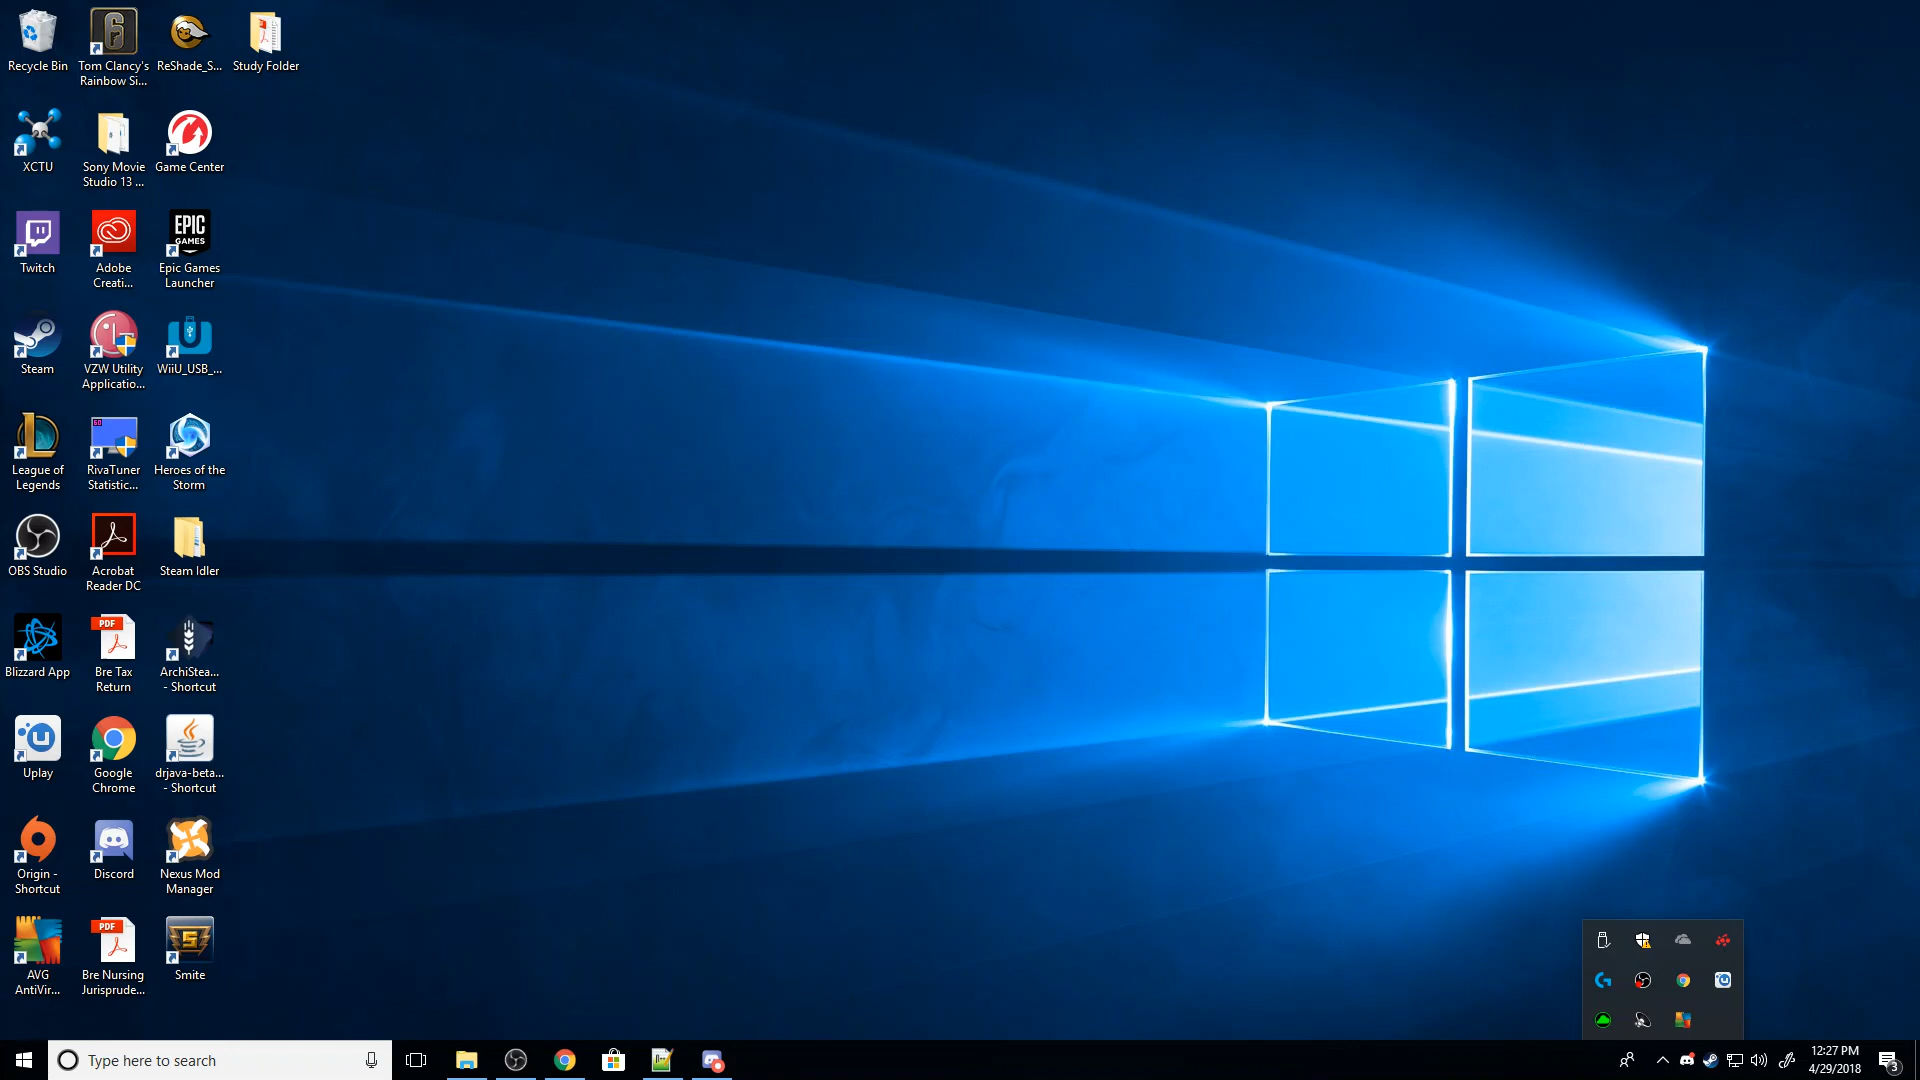 Recycle Bin
Tom Clancy's
Rainbow Si...
ReShade_S...
Study Folder
XCTU
Sony Movie
Studio 13 ...
Game Center
EPIC
GAMES
Twitch
Adobe
Creati...
Epic Games
Launcher
Steam
VZW Utility
Applicatio...
WiiU_USB_...
60
League of
Legends
RivaTuner
Statistic...
Heroes of the
Storm
OBS Studio
Acrobat
Reader DC
Steam Idler
PDF
Blizzard App
Bre Tax
Return
ArchiStea...
- Shortcut
Uplay
Google
Chrome
drjava-beta...
- Shortcut
Origin -
Shortcut
Discord
Nexus Mod
Manager
PDF
AVG
AntiVir...
Bre Nursing
Jurisprude...
Smite
Type here to search
12:27 PM
4/29/2018
3